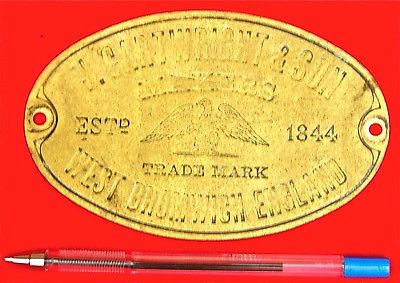 J. CARTWRIGHT & SON
MAKERS
ESTD 1844
TRADE MARK
WEST BROMWICH ENGLAND